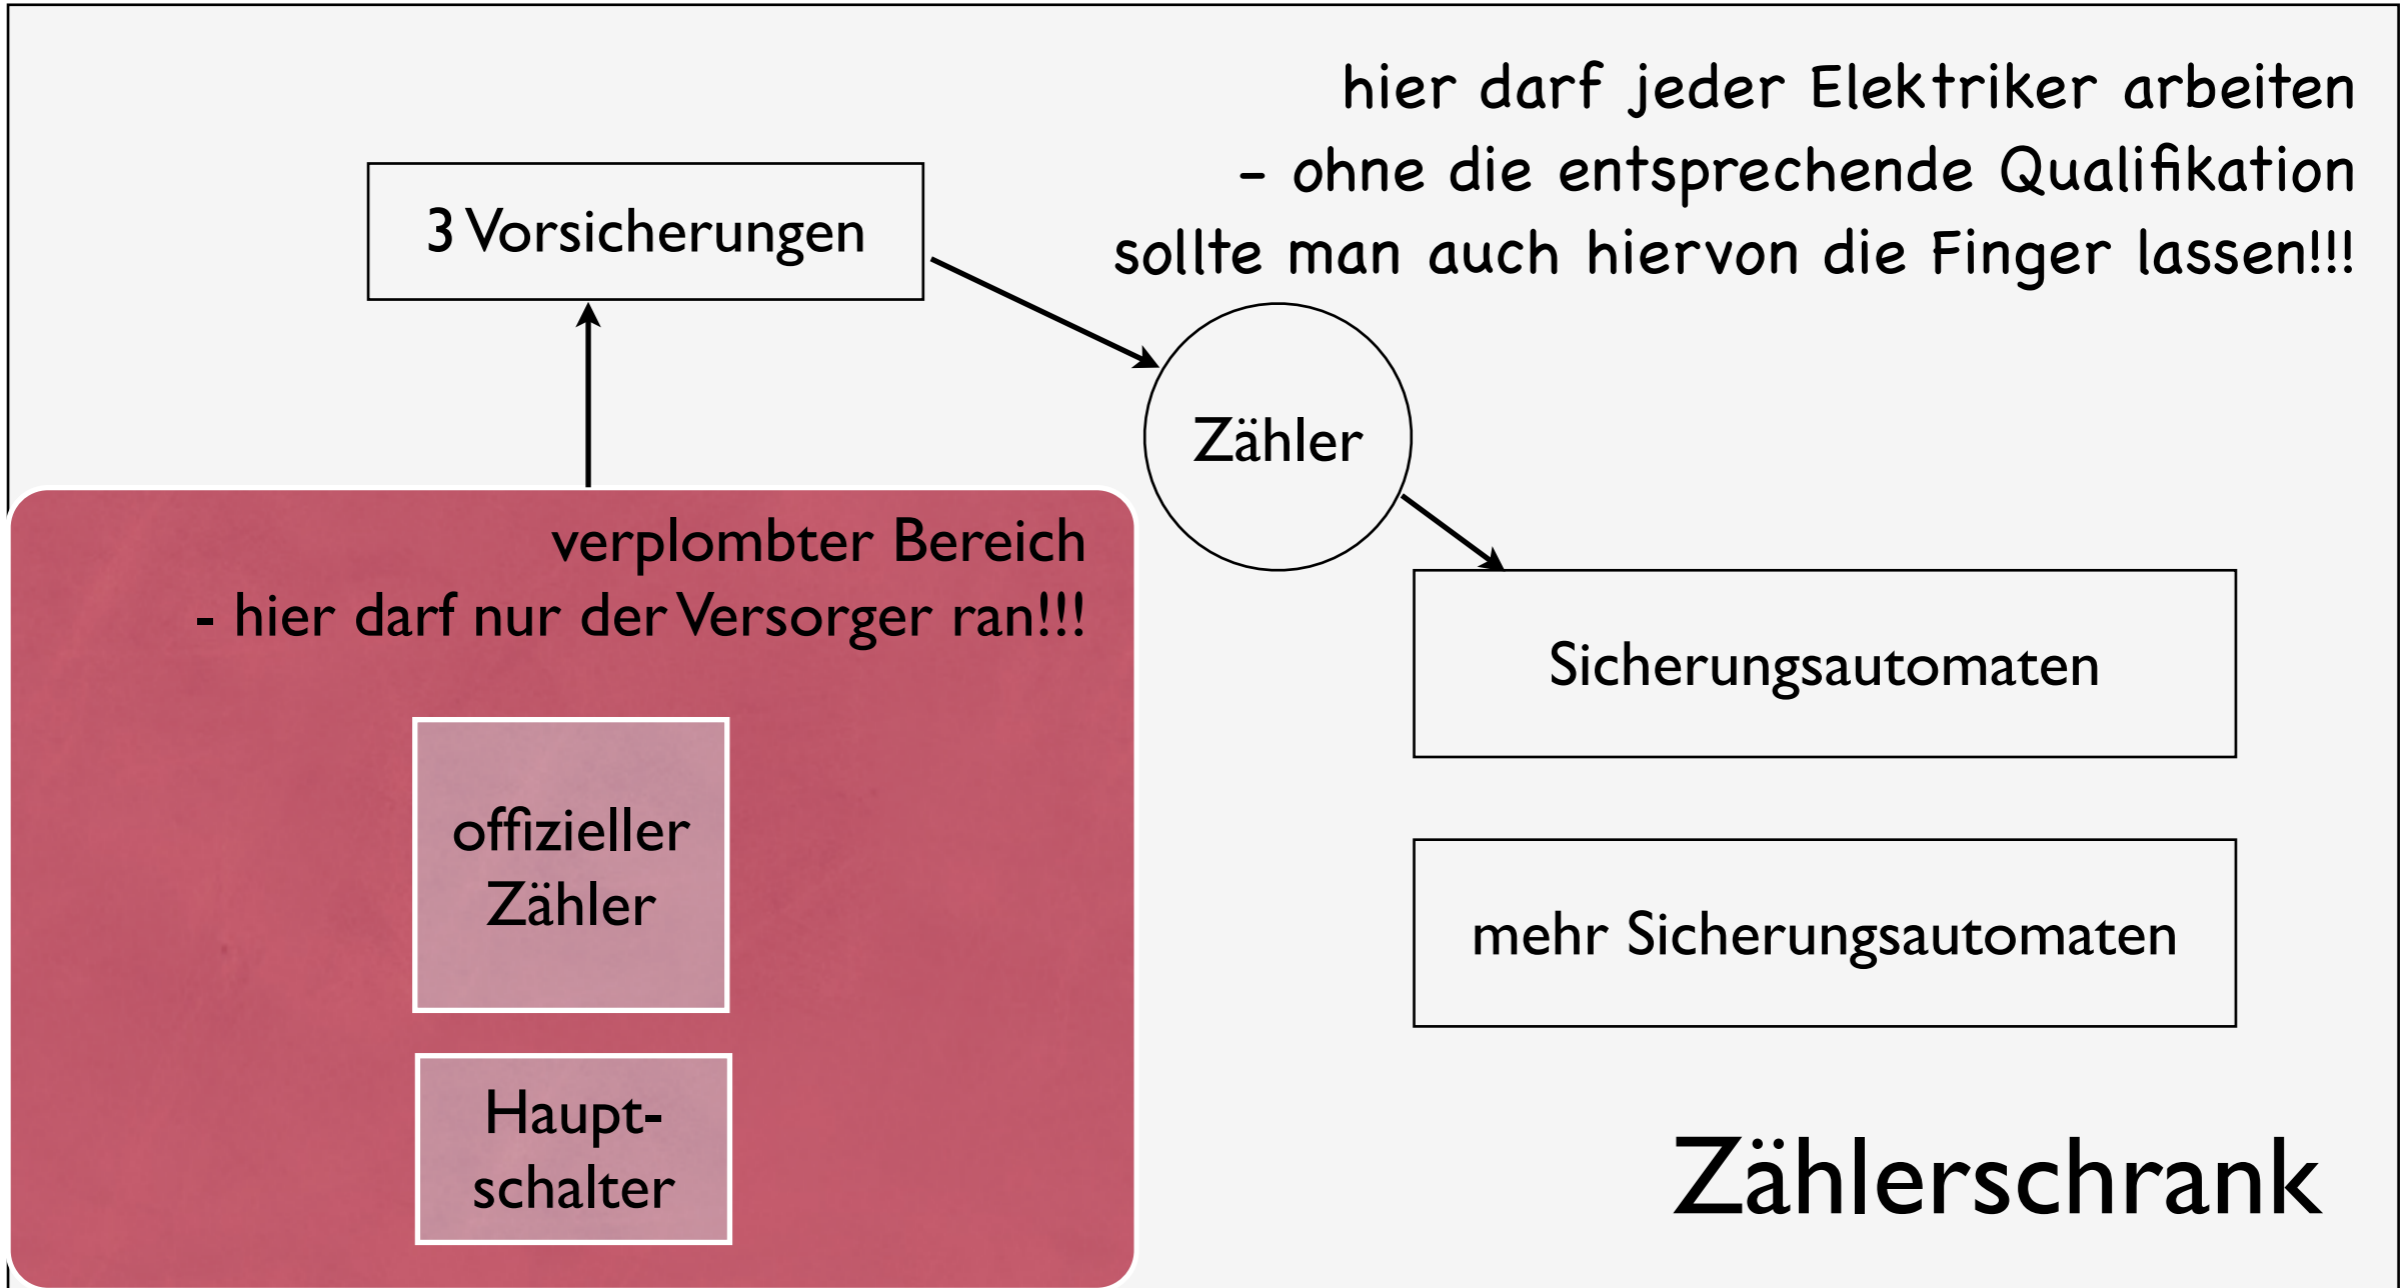 hier darf jeder Elektriker arbeiten
- ohne die entsprechende Qualifikation
sollte man auch hiervon die Finger lassen!!!
3 Vorsicherungen
Zähler
verplombter Bereich
- hier darf nur der Versorger ran!!!
Sicherungsautomaten
offizieller
Zähler
mehr Sicherungsautomaten
Haupt-
schalter
Zählerschrank